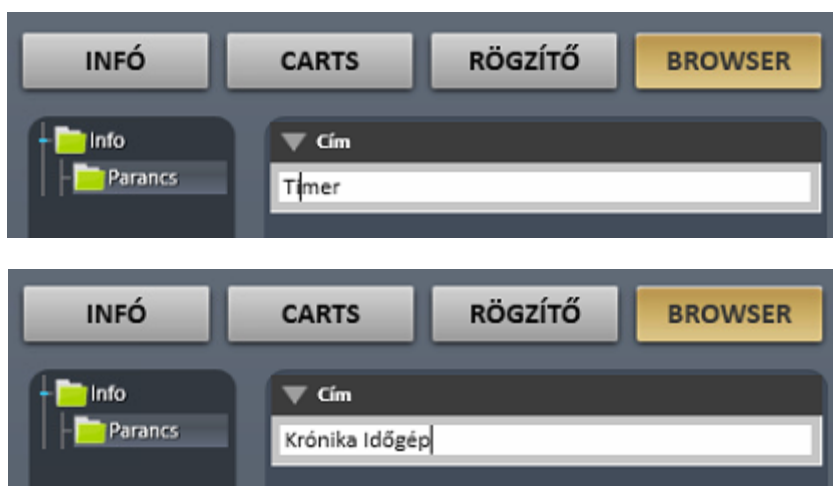 INFÓ CARTS RÖGZÍTŐ BROWSER
Info
Cím
Parancs
Timer
INFÓ CARTS RÖGZÍTŐ BROWSER
Info
Cím
Parancs
Krónika Időgép